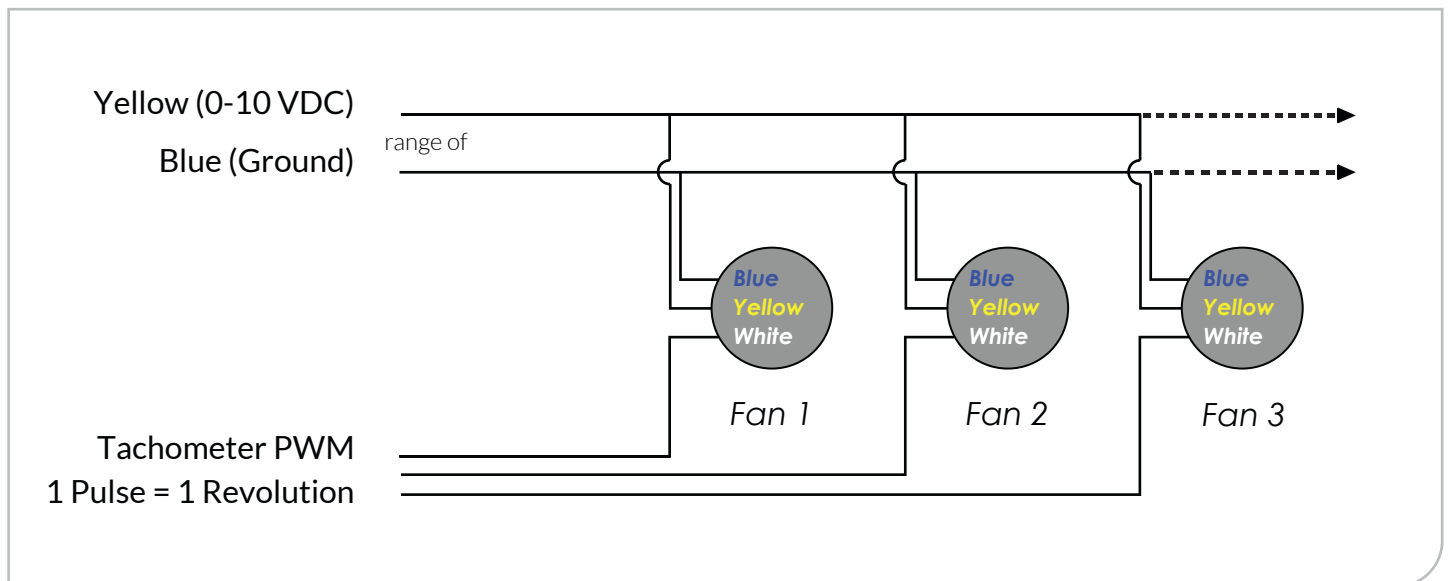 Yellow (0-10 VDC)
range of
Blue (Ground)
Blue
Yellow
White
Fan 1
Blue
Yellow
White
Fan 2
Blue
Yellow
White
Fan 3
Tachometer PWM
1 Pulse = 1 Revolution